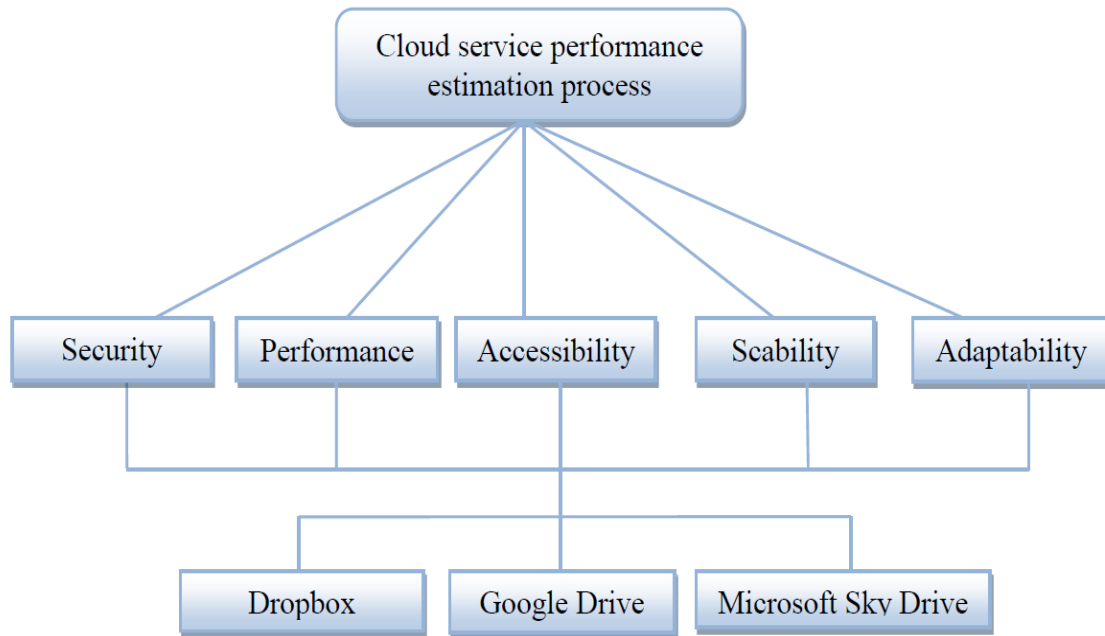 Cloud service performance
estimation process
Security
Performance
Accessibility
Scability
Adaptability
Dropbox
Google Drive
Microsoft Sky Drive